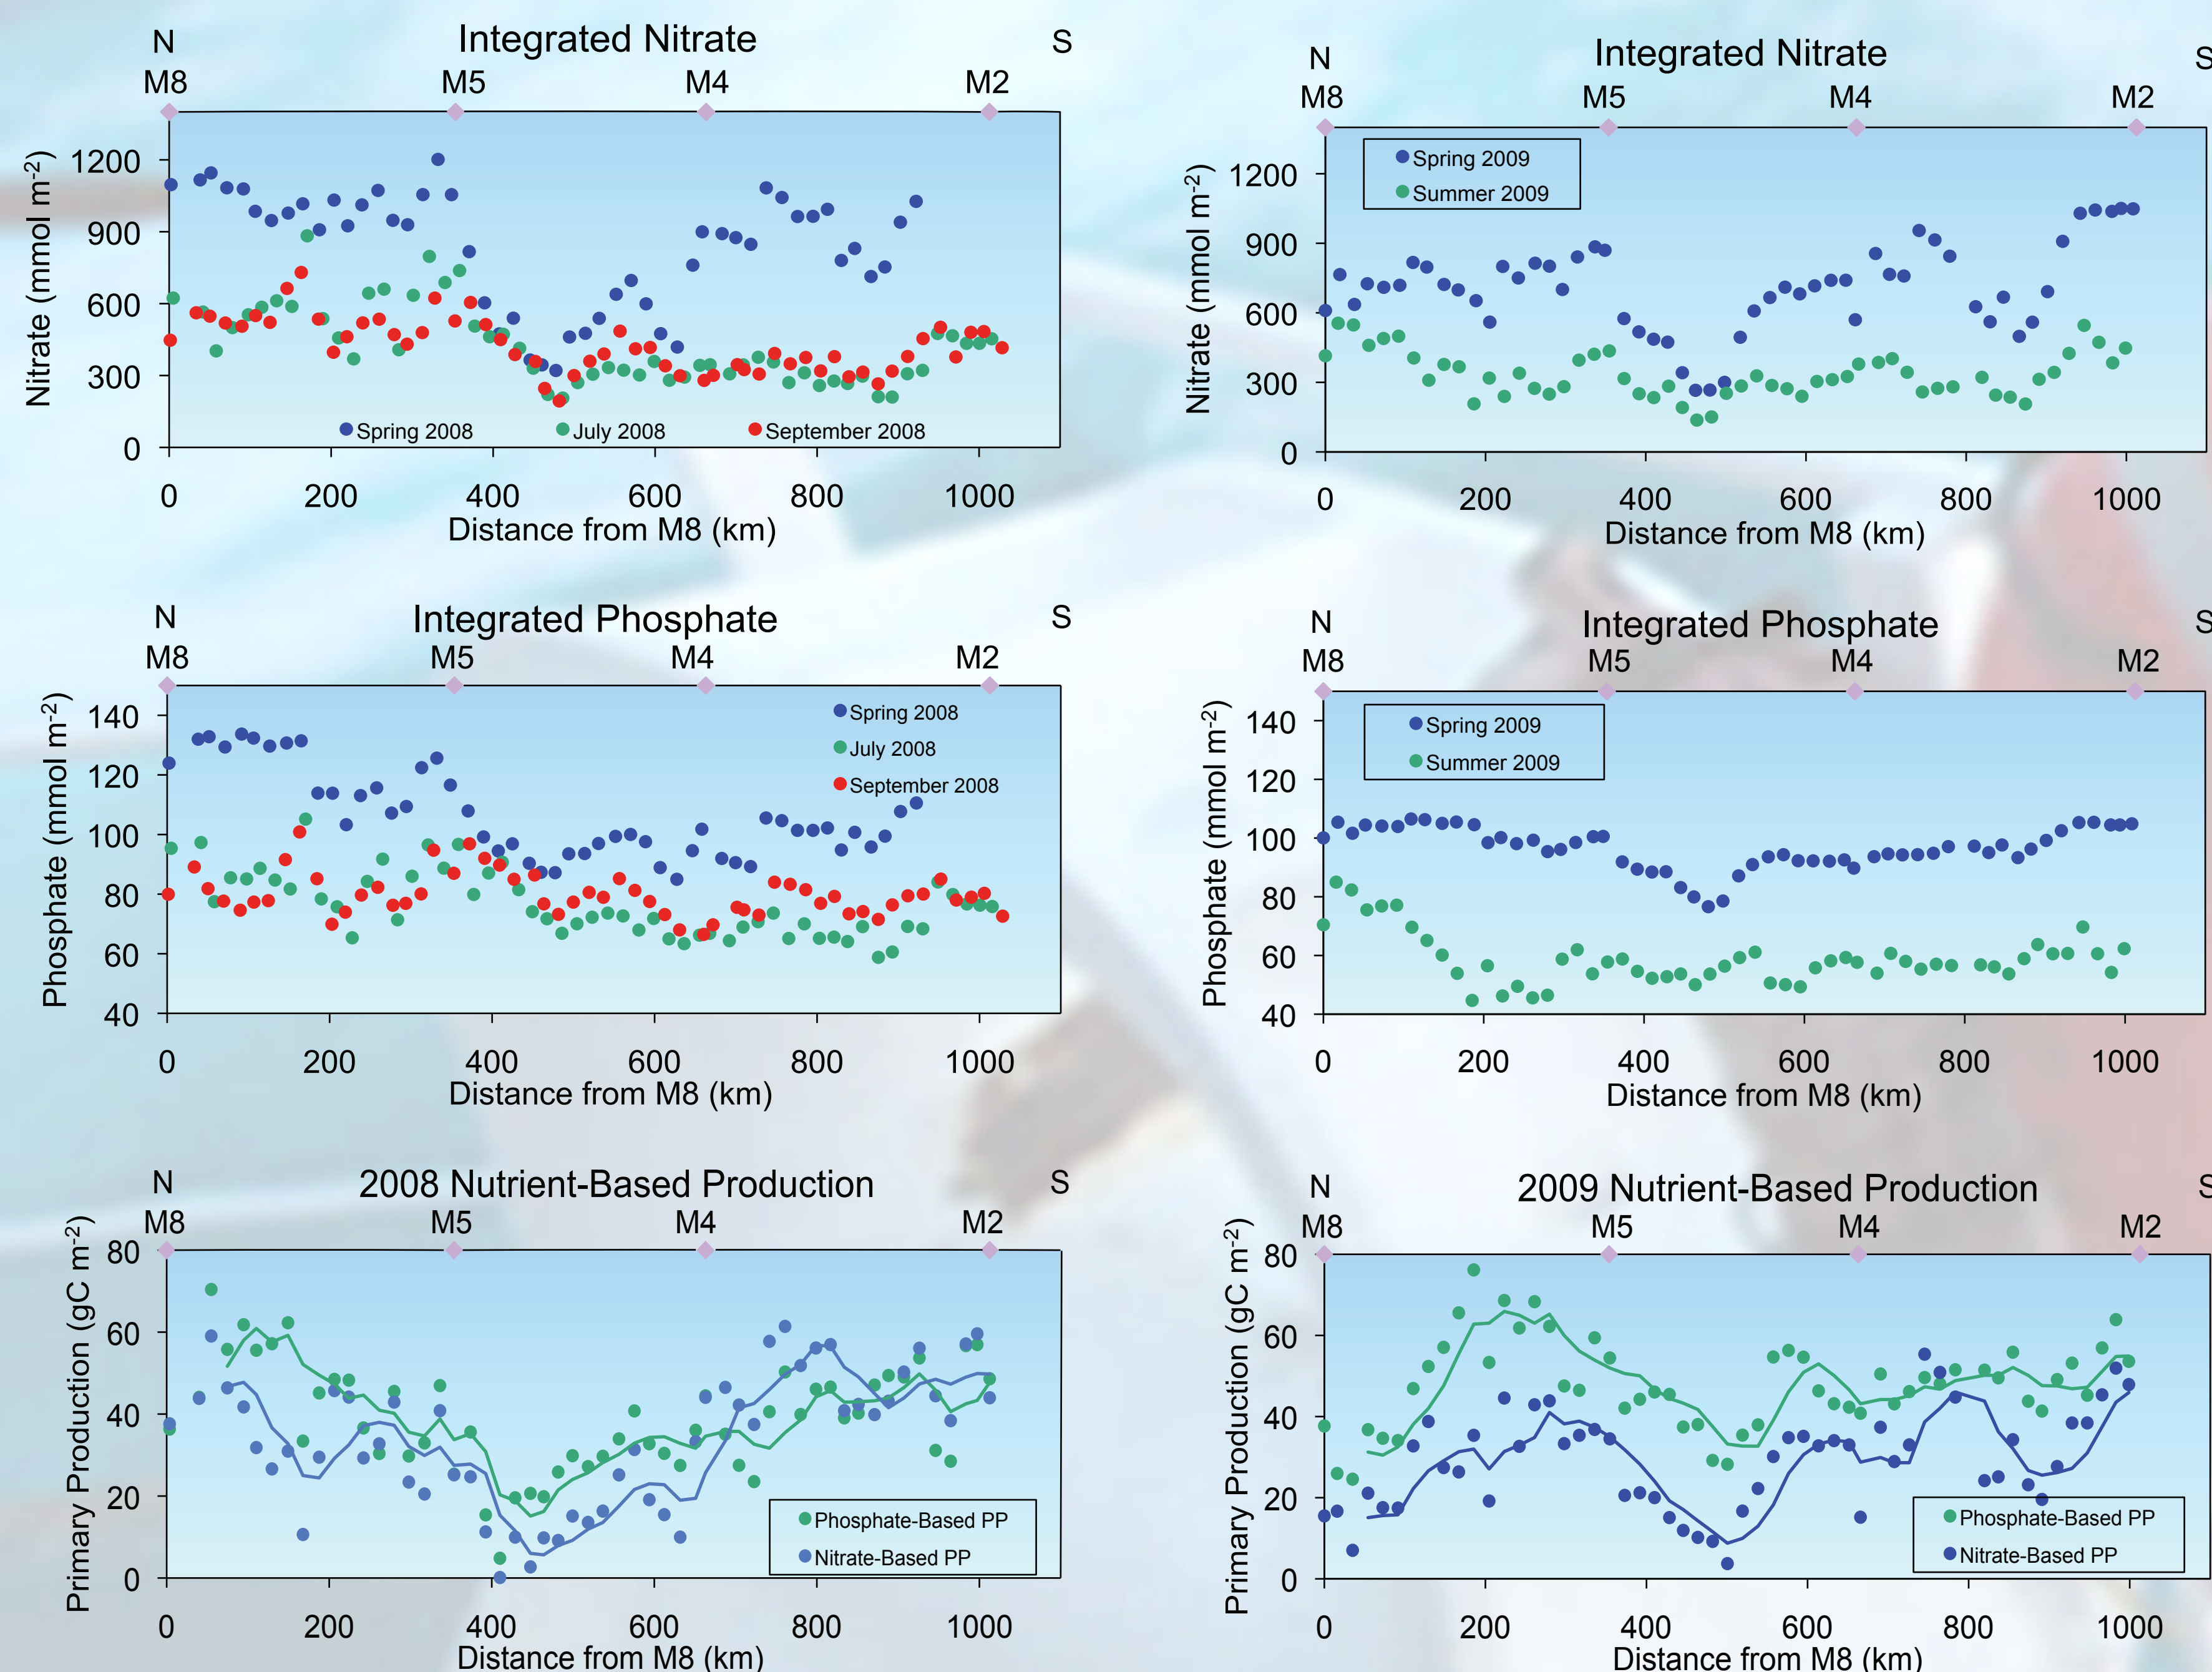 Integrated Nitrate
N S
M8 M5 M4 M2
Nitrate (mmol m-2)
1200
900
600
300
0
Spring 2008 July 2008 September 2008
0 200 400 600 800 1000
Distance from M8 (km)
Integrated Nitrate
N S
M8 M5 M4 M2
Nitrate (mmol m-2)
1200
900
600
300
0
Spring 2009
Summer 2009
0 200 400 600 800 1000
Distance from M8 (km)
Integrated Phosphate
N S
M8 M5 M4 M2
Phosphate (mmol m-2)
140
120
100
80
60
40
Spring 2008
July 2008
September 2008
0 200 400 600 800 1000
Distance from M8 (km)
Integrated Phosphate
N S
M8 M5 M4 M2
Phosphate (mmol m-2)
140
120
100
80
60
40
Spring 2009
Summer 2009
0 200 400 600 800 1000
Distance from M8 (km)
2008 Nutrient-Based Production
N S
M8 M5 M4 M2
Primary Production (gC m-2)
80
60
40
20
0
Phosphate-Based PP
Nitrate-Based PP
0 200 400 600 800 1000
Distance from M8 (km)
2009 Nutrient-Based Production
N S
M8 M5 M4 M2
Primary Production (gC m-2)
80
60
40
20
0
Phosphate-Based PP
Nitrate-Based PP
0 200 400 600 800 1000
Distance from M8 (km)